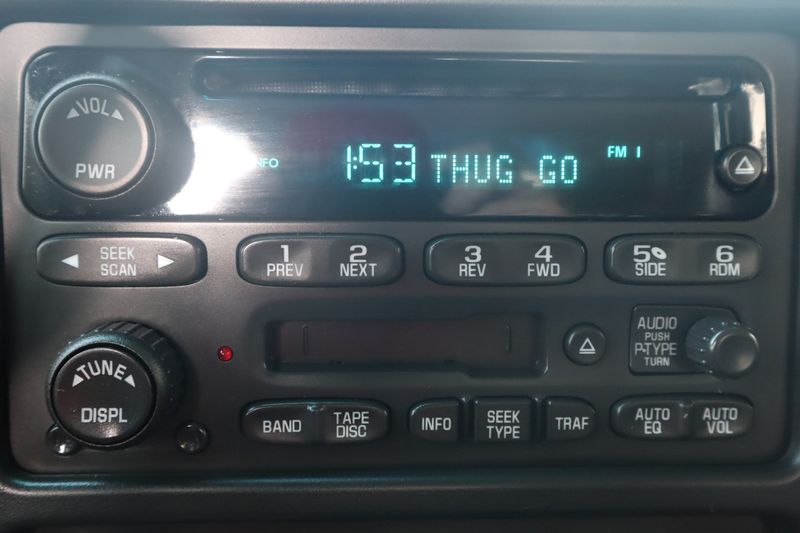 VOL
PWR
INFO
1:53 THUG GO
FM 1
SEEK
SCAN
1
PREV
2
NEXT
3
REV
4
FWD
5
SIDE
6
RDM
TUNE
DISPL
AUDIO
PUSH
P-TYPE
TURN
BAND
TAPE
DISC
INFO
SEEK
TYPE
TRAF
AUTO
EQ
AUTO
VOL